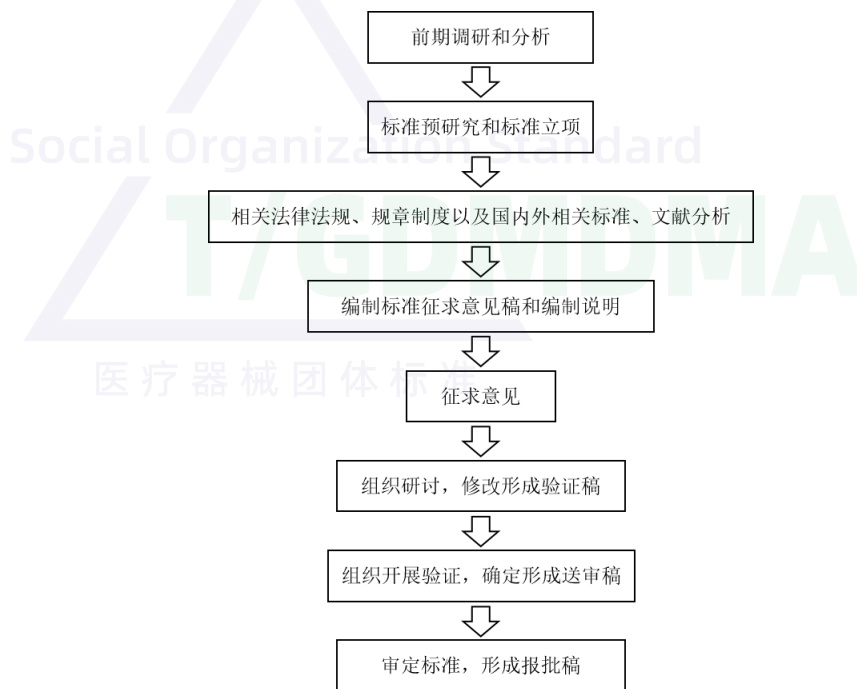 前期调研和分析
标准预研究和标准立项
Social Organization Standard
相关法律法规、规章制度以及国内外相关标准、文献分析
T/GDMDMA
编制标准征求意见稿和编制说明
医疗器械团体标准
征求意见
组织研讨，修改形成验证稿
组织开展验证，确定形成送审稿
审定标准，形成报批稿